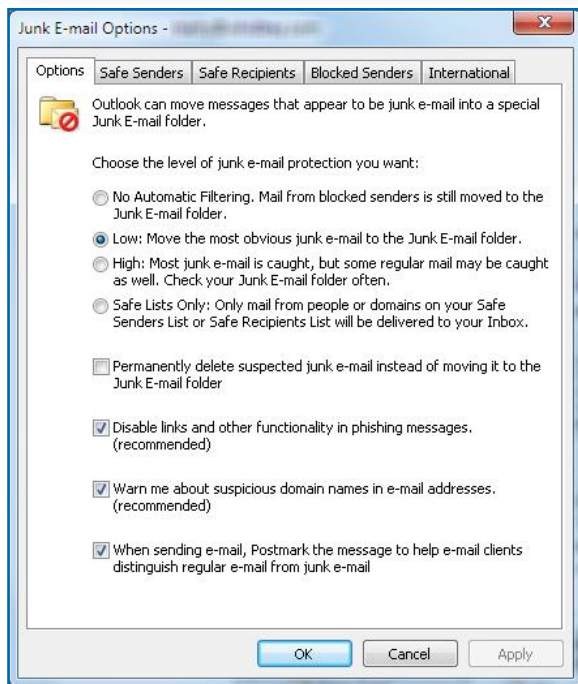 Junk E-mail Options -
Options
Safe Senders
Safe Recipients
Blocked Senders
International
Outlook can move messages that appear to be junk e-mail into a special
Junk E-mail folder.
Choose the level of junk e-mail protection you want:
No Automatic Filtering. Mail from blocked senders is still moved to the
Junk E-mail folder.
Low: Move the most obvious junk e-mail to the Junk E-mail folder.
High: Most junk e-mail is caught, but some regular mail may be caught
as well. Check your Junk E-mail folder often.
Safe Lists Only: Only mail from people or domains on your Safe
Senders List or Safe Recipients List will be delivered to your Inbox.
Permanently delete suspected junk e-mail instead of moving it to the
Junk E-mail folder
Disable links and other functionality in phishing messages.
(recommended)
Warn me about suspicious domain names in e-mail addresses.
(recommended)
When sending e-mail, Postmark the message to help e-mail clients
distinguish regular e-mail from junk e-mail
OK
Cancel
Apply